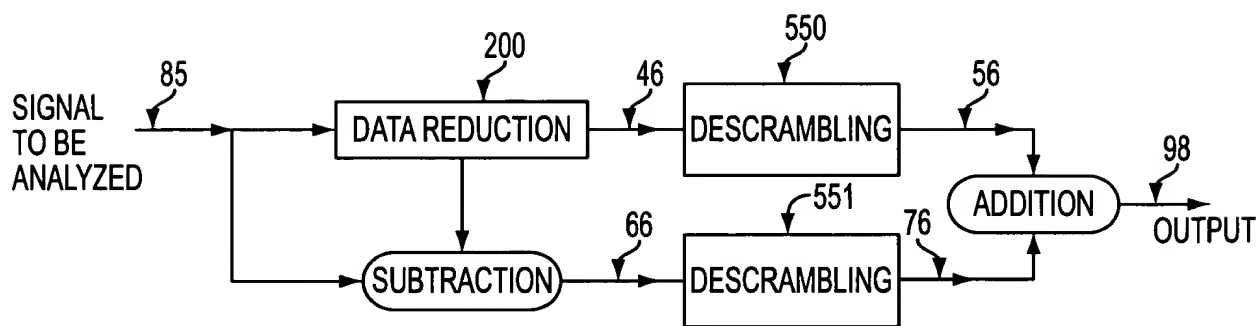 200
550
85
46
56
SIGNAL
TO BE
ANALYZED
DATA REDUCTION
DESCRAMBLING
98
ADDITION
OUTPUT
551
66
76
SUBTRACTION
DESCRAMBLING